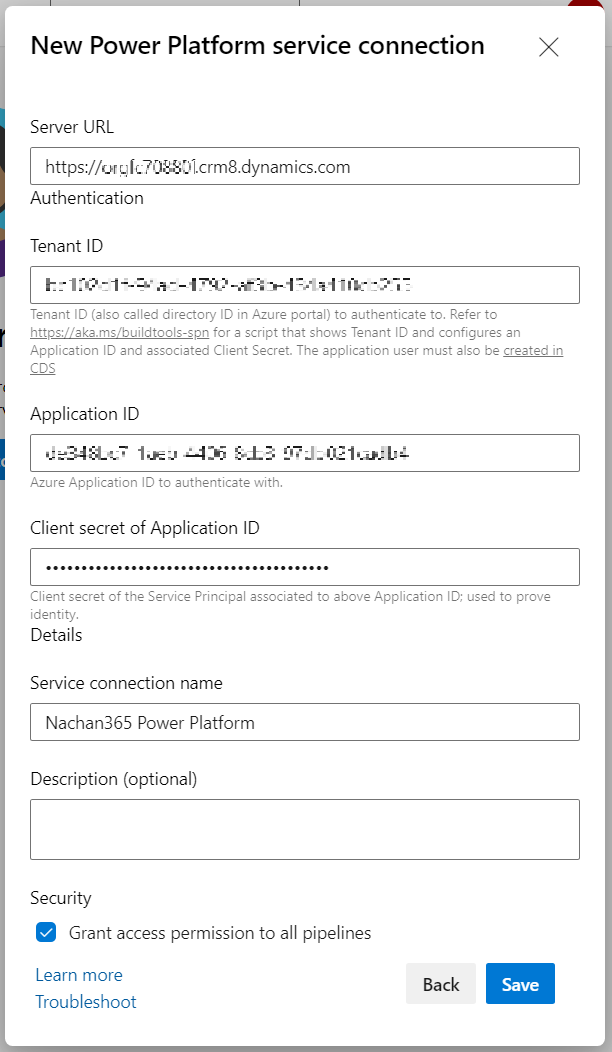 New Power Platform service connection
Server URL
.crm8.dynamics.com
Authentication
Tenant ID
Tenant ID (also called directory ID in Azure portal) to authenticate to. Refer to
https://aka.ms/buildtools-spn for a script that shows Tenant ID and configures an
Application ID and associated Client Secret. The application user must also be created in
CDS
Application ID
Azure Application ID to authenticate with.
Client secret of Application ID
••••••••••••••••••••••••••••••••••••••••
Client secret of the Service Principal associated to above Application ID; used to prove
identity.
Details
Service connection name
Nachan365 Power Platform
Description (optional)
Security
Grant access permission to all pipelines
Learn more
Back
Save
Troubleshoot